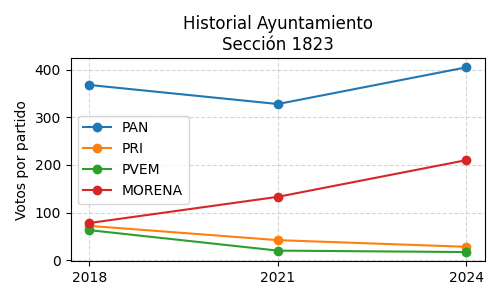 Historial Ayuntamiento
Sección 1823
Votos por partido
400
300
200
100
0
PAN
PRI
PVEM
MORENA
2018
2021
2024